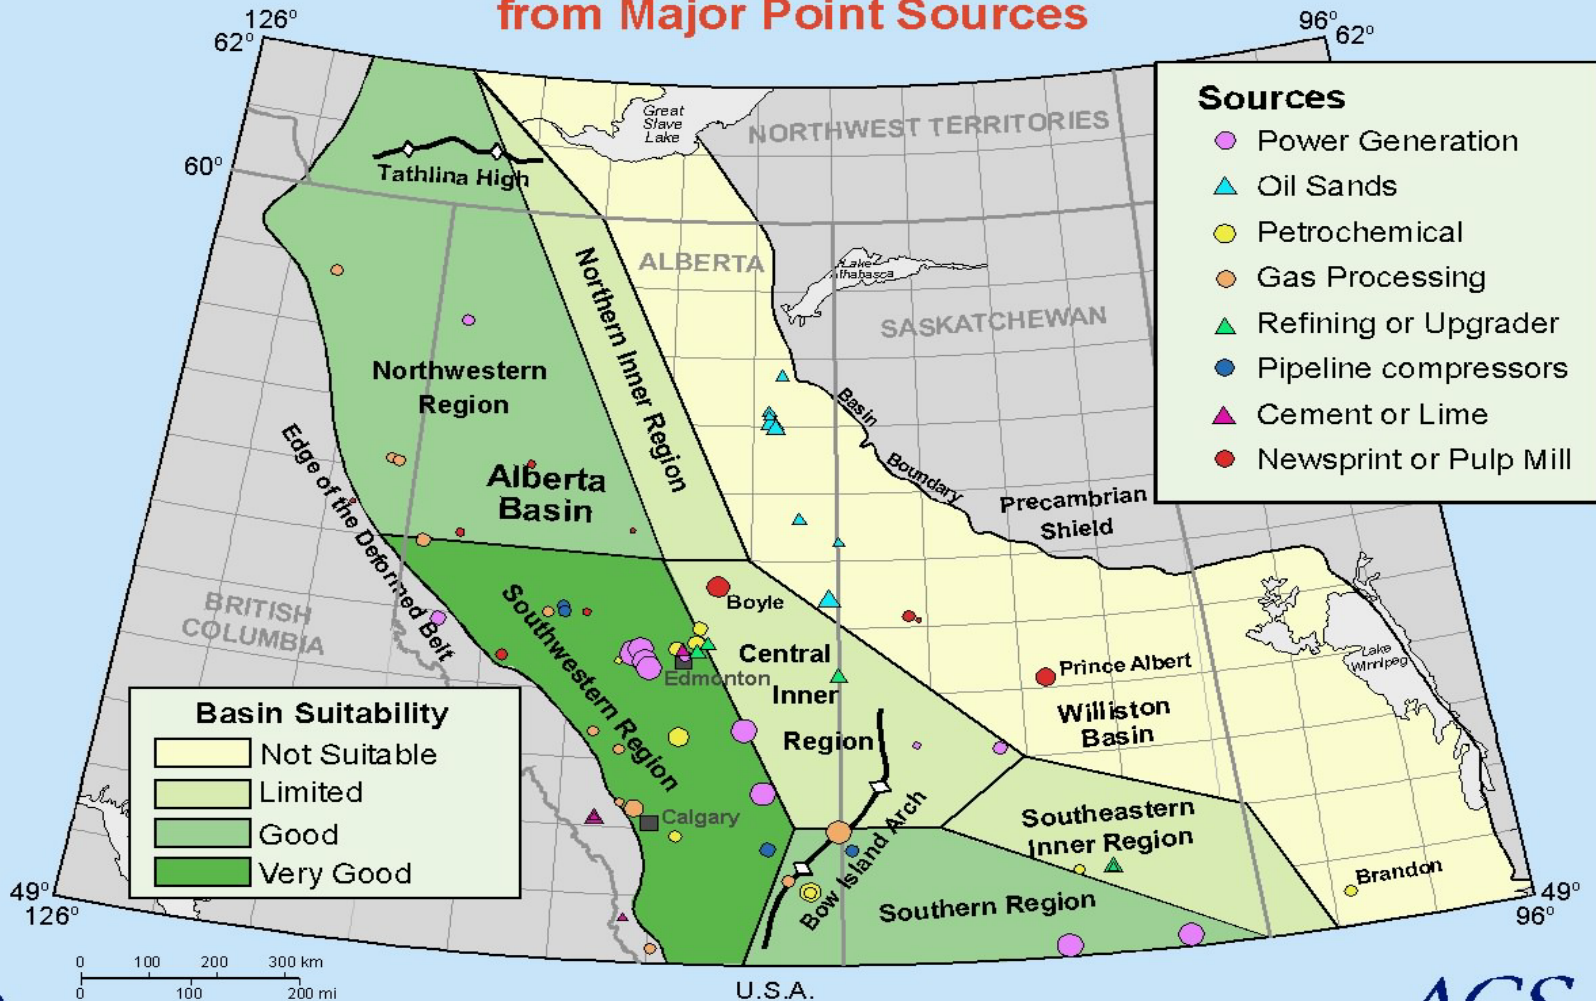 from Major Point Sources
126°
62°
96°
62°
Sources
Power Generation
Oil Sands
Petrochemical
Gas Processing
Refining or Upgrader
Pipeline compressors
Cement or Lime
Newsprint or Pulp Mill
Great
Slave
Lake
NORTHWEST TERRITORIES
60°
Tathlina High
ALBERTA
Lake
Athabasca
SASKATCHEWAN
Northern Inner Region
Northwestern
Region
Basin
Boundary
Edge of the Deformed Belt
Alberta
Basin
Precambrian
Shield
BRITISH
COLUMBIA
Southwestern Region
Boyle
Central
Inner
Region
Edmonton
Prince Albert
Lake
Winnipeg
Williston
Basin
Basin Suitability
Not Suitable
Limited
Good
Very Good
Calgary
Bow Island Arch
Southeastern
Inner Region
Brandon
Southern Region
49°
126°
49°
96°
0 100 200 300 km
0 100 200 mi
U.S.A.
AGS